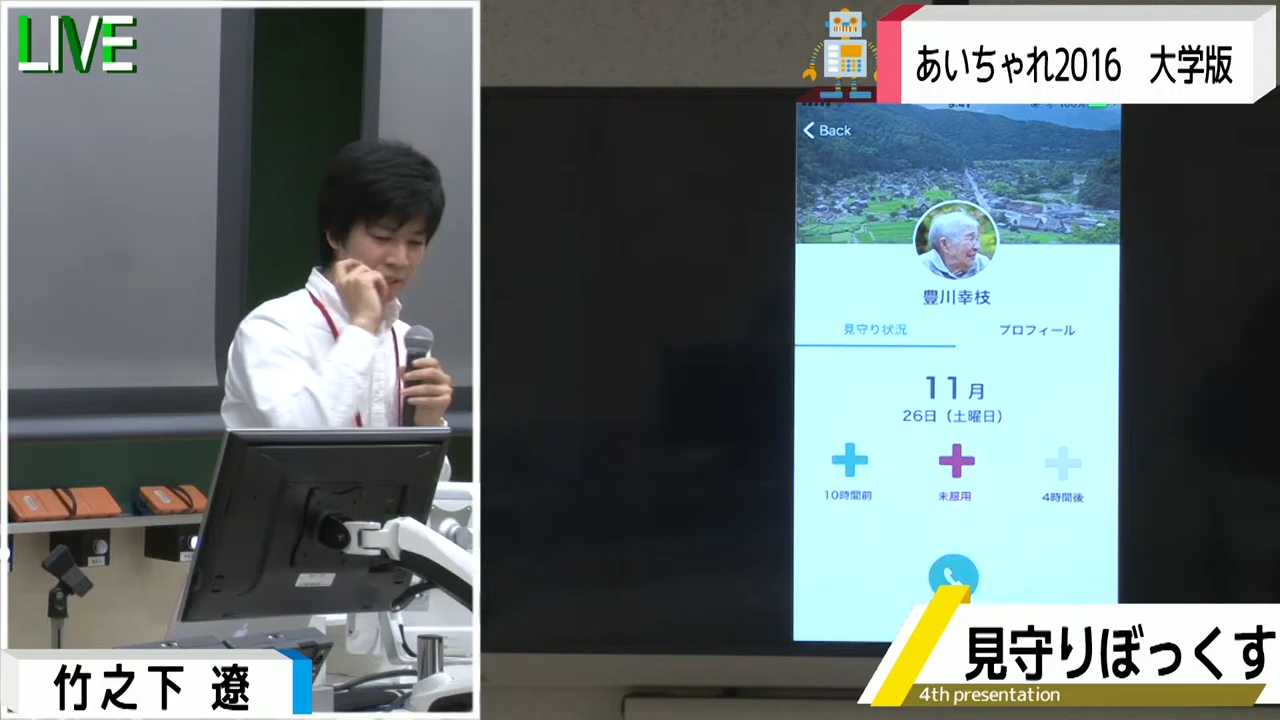 LIVE
あいちゃれ2016 大学版
Back
豊川幸枝
見守り状況 プロフィール
11月
26日（土曜日）
10時間前 未服用 4時間後
見守りぼっくす
4th presentation
竹之下 遼